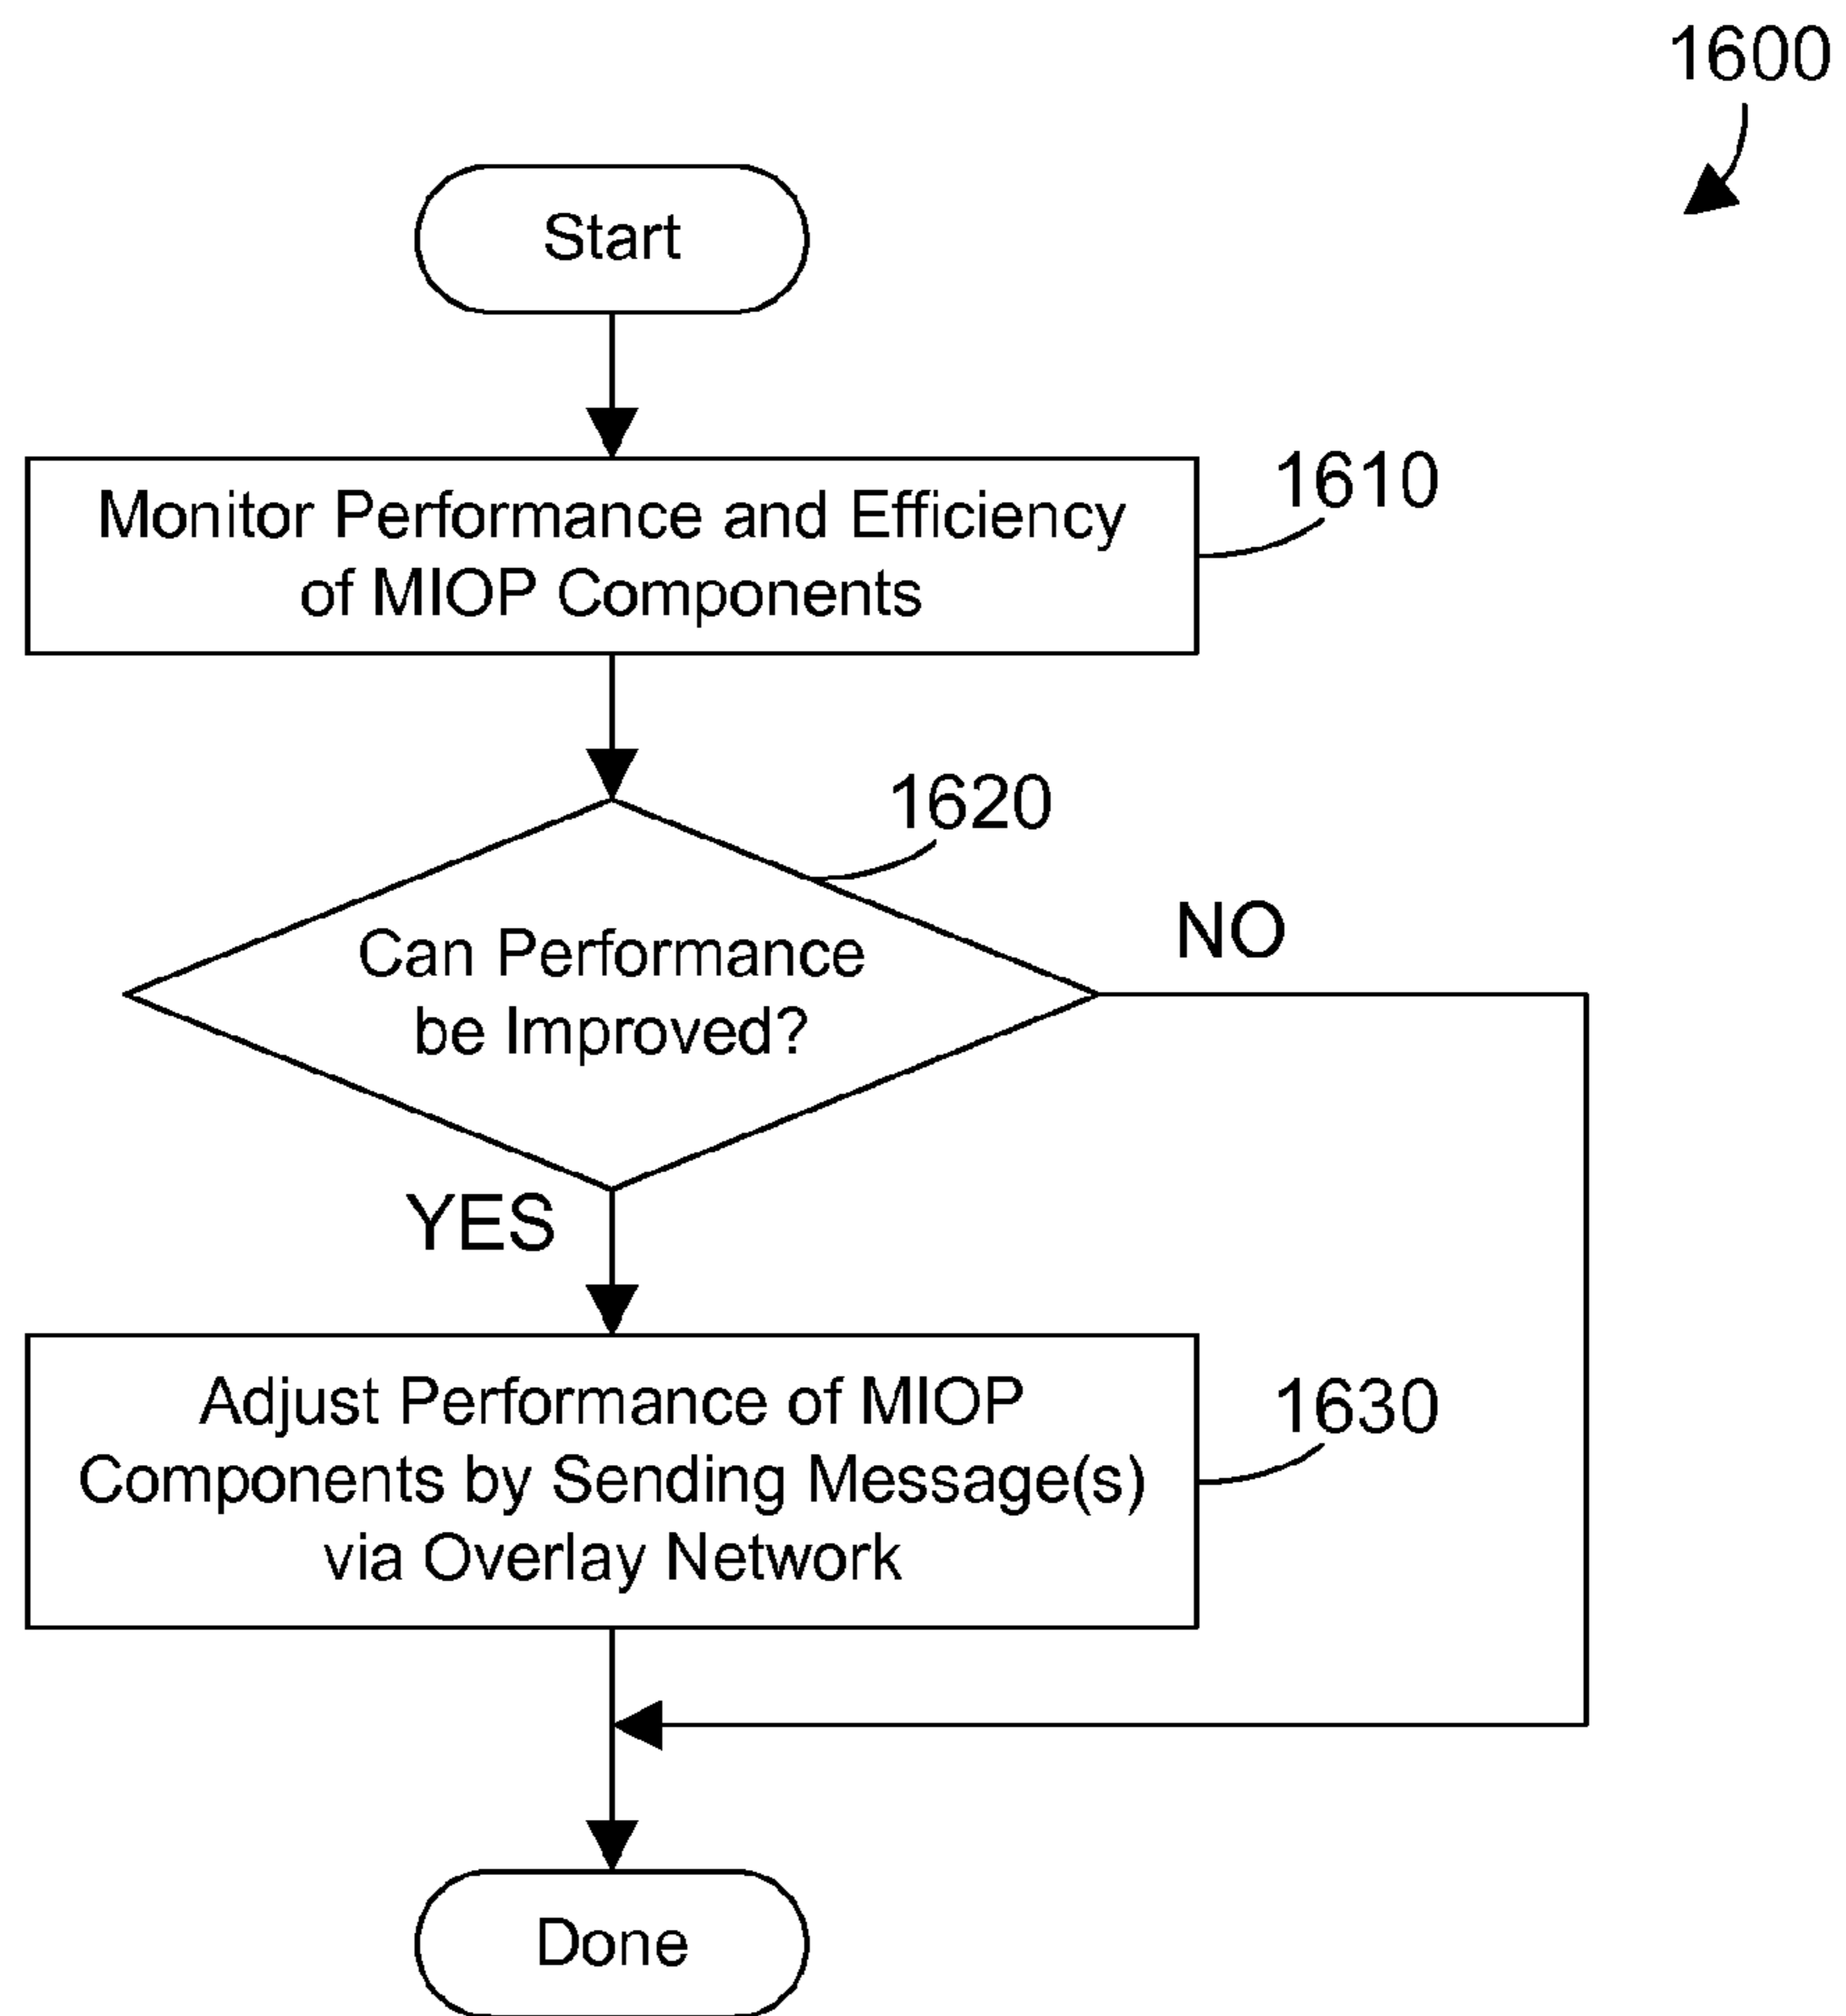 1600
Start
Monitor Performance and Efficiency
of MIOP Components
1610
1620
Can Performance
be Improved?
NO
YES
Adjust Performance of MIOP
Components by Sending Message(s)
via Overlay Network
1630
Done